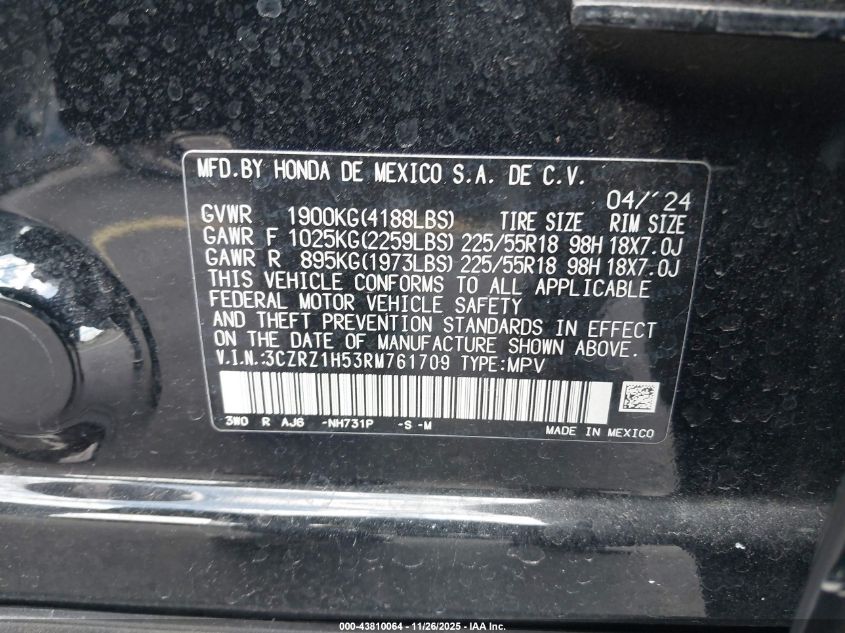 MFD.BY HONDA DE MEXICO S.A. DE C.V.
04/'24
GVWR 1900KG(4188LBS) TIRE SIZE RIM SIZE
GAWR F 1025KG(2259LBS) 225/55R18 98H 18X7.0J
GAWR R 895KG(1973LBS) 225/55R18 98H 18X7.0J
THIS VEHICLE CONFORMS TO ALL APPLICABLE
FEDERAL MOTOR VEHICLE SAFETY
AND THEFT PREVENTION STANDARDS IN EFFECT
ON THE DATE OF MANUFACTURE SHOWN ABOVE.
V.I.N.:3CZRZ1H53RM761709 TYPE:MPV
3W0 R AJ6 -NH731P -S -M
MADE IN MEXICO
000-43810064 - 11/26/2025 - IAA Inc.